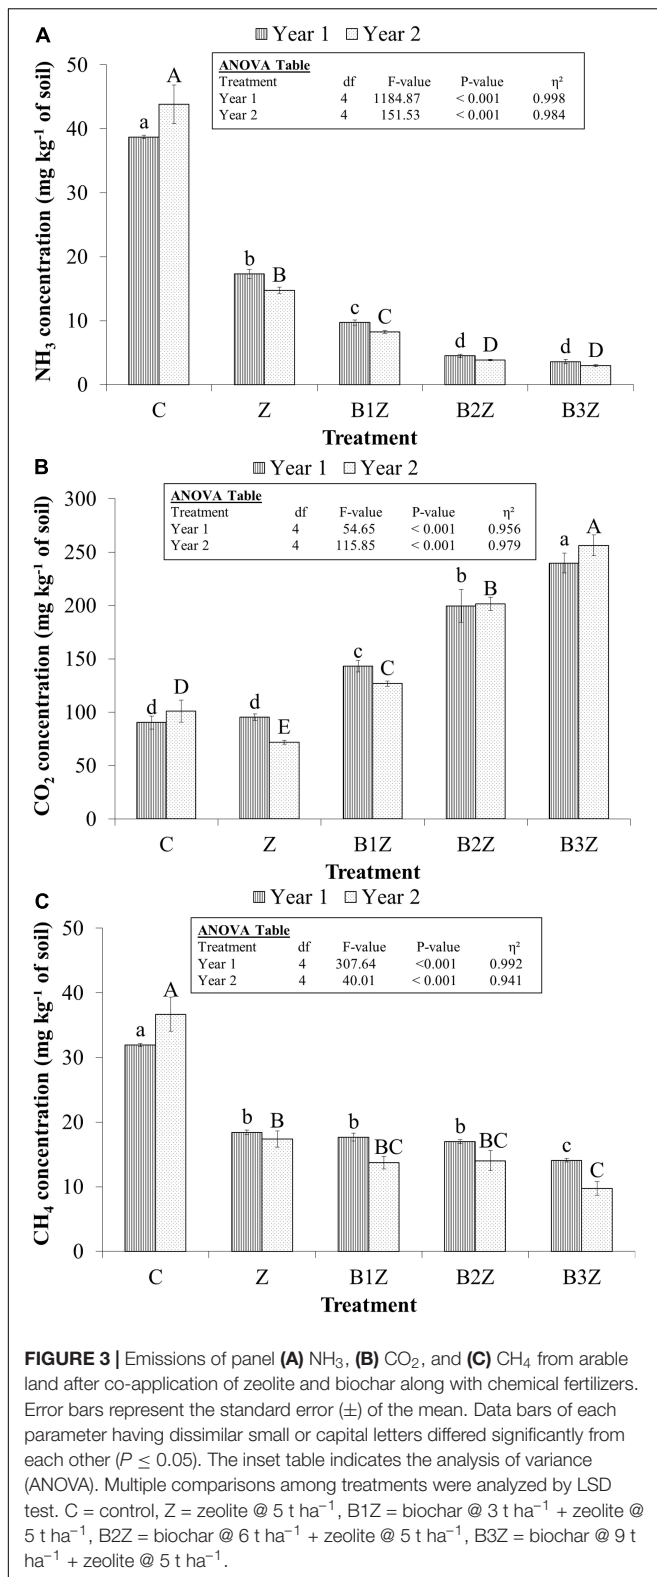 A
Year 1 Year 2
ANOVA Table
Treatment df F-value P-value η²
Year 1 4 1184.87 < 0.001 0.998
Year 2 4 151.53 < 0.001 0.984
NH₃ concentration (mg kg⁻¹ of soil)
50
40
30
20
10
0
a A
b B
c C
d D
d D
C Z B1Z B2Z B3Z
Treatment
B
Year 1 Year 2
ANOVA Table
Treatment df F-value P-value η²
Year 1 4 54.65 < 0.001 0.956
Year 2 4 115.85 < 0.001 0.979
CO₂ concentration (mg kg⁻¹ of soil)
300
250
200
150
100
50
0
d D
d E
c C
b B
a A
C Z B1Z B2Z B3Z
Treatment
C
Year 1 Year 2
ANOVA Table
Treatment df F-value P-value η²
Year 1 4 307.64 <0.001 0.992
Year 2 4 40.01 < 0.001 0.941
CH₄ concentration (mg kg⁻¹ of soil)
50
40
30
20
10
0
a A
b B
b BC
b BC
c C
C Z B1Z B2Z B3Z
Treatment
FIGURE 3 | Emissions of panel (A) NH₃, (B) CO₂, and (C) CH₄ from arable
land after co-application of zeolite and biochar along with chemical fertilizers.
Error bars represent the standard error (±) of the mean. Data bars of each
parameter having dissimilar small or capital letters differed significantly from
each other (P ≤ 0.05). The inset table indicates the analysis of variance
(ANOVA). Multiple comparisons among treatments were analyzed by LSD
test. C = control, Z = zeolite @ 5 t ha⁻¹, B1Z = biochar @ 3 t ha⁻¹ + zeolite @
5 t ha⁻¹, B2Z = biochar @ 6 t ha⁻¹ + zeolite @ 5 t ha⁻¹, B3Z = biochar @ 9 t
ha⁻¹ + zeolite @ 5 t ha⁻¹.